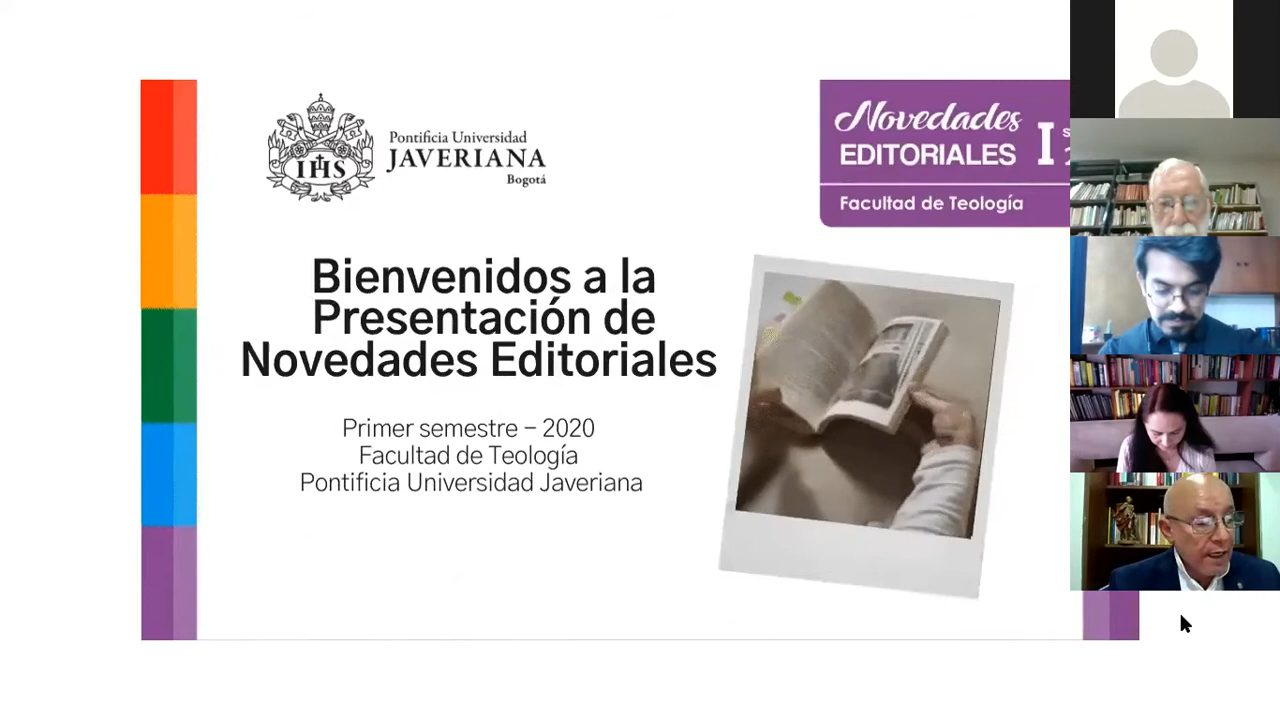 IHS
Pontificia Universidad
JAVERIANA
Bogotá
Novedades
EDITORIALES
I
Facultad de Teología
Bienvenidos a la
Presentación de
Novedades Editoriales
Primer semestre – 2020
Facultad de Teología
Pontificia Universidad Javeriana